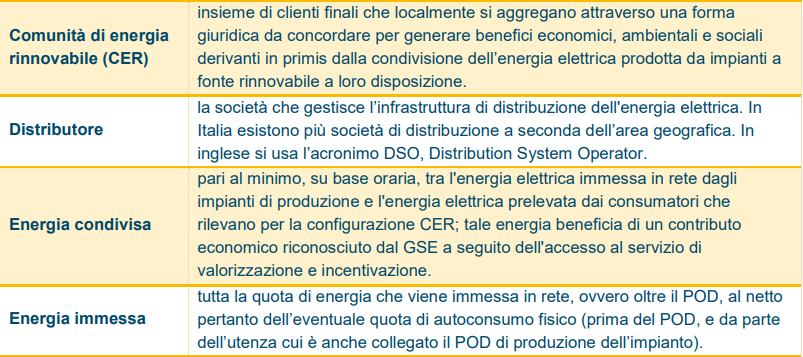 Comunità di energia
rinnovabile (CER)
insieme di clienti finali che localmente si aggregano attraverso una forma
giuridica da concordare per generare benefici economici, ambientali e sociali
derivanti in primis dalla condivisione dell’energia elettrica prodotta da impianti a
fonte rinnovabile a loro disposizione.
Distributore
la società che gestisce l’infrastruttura di distribuzione dell'energia elettrica. In
Italia esistono più società di distribuzione a seconda dell’area geografica. In
inglese si usa l’acronimo DSO, Distribution System Operator.
Energia condivisa
pari al minimo, su base oraria, tra l'energia elettrica immessa in rete dagli
impianti di produzione e l'energia elettrica prelevata dai consumatori che
rilevano per la configurazione CER; tale energia beneficia di un contributo
economico riconosciuto dal GSE a seguito dell'accesso al servizio di
valorizzazione e incentivazione.
Energia immessa
tutta la quota di energia che viene immessa in rete, ovvero oltre il POD, al netto
pertanto dell’eventuale quota di autoconsumo fisico (prima del POD, e da parte
dell’utenza cui è anche collegato il POD di produzione dell’impianto).